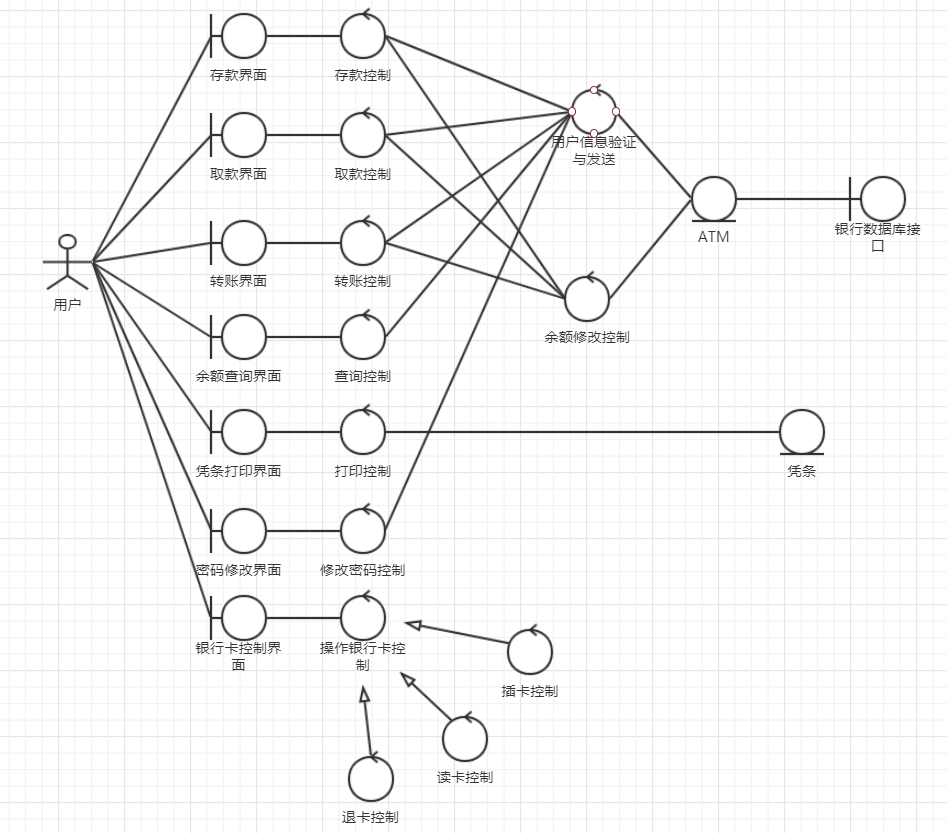 存款界面
存款控制
取款界面
取款控制
用户信息验证
与发送
转账界面
转账控制
ATM
银行数据库接
口
用户
余额查询界面
查询控制
余额修改控制
凭条打印界面
打印控制
凭条
密码修改界面
修改密码控制
银行卡控制界
面
操作银行卡控
制
插卡控制
读卡控制
退卡控制